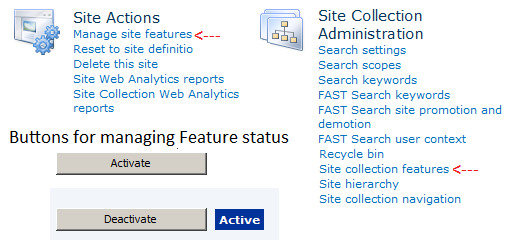 Site Actions
Manage site features <---
Reset to site definitio
Delete this site
Site Web Analytics reports
Site Collection Web Analytics
reports
Site Collection
Administration
Search settings
Search scopes
Search keywords
FAST Search keywords
FAST Search site promotion and
demotion
FAST Search user context
Recycle bin
Site collection features <---
Site hierarchy
Site collection navigation
Buttons for managing Feature status
Activate
Deactivate Active